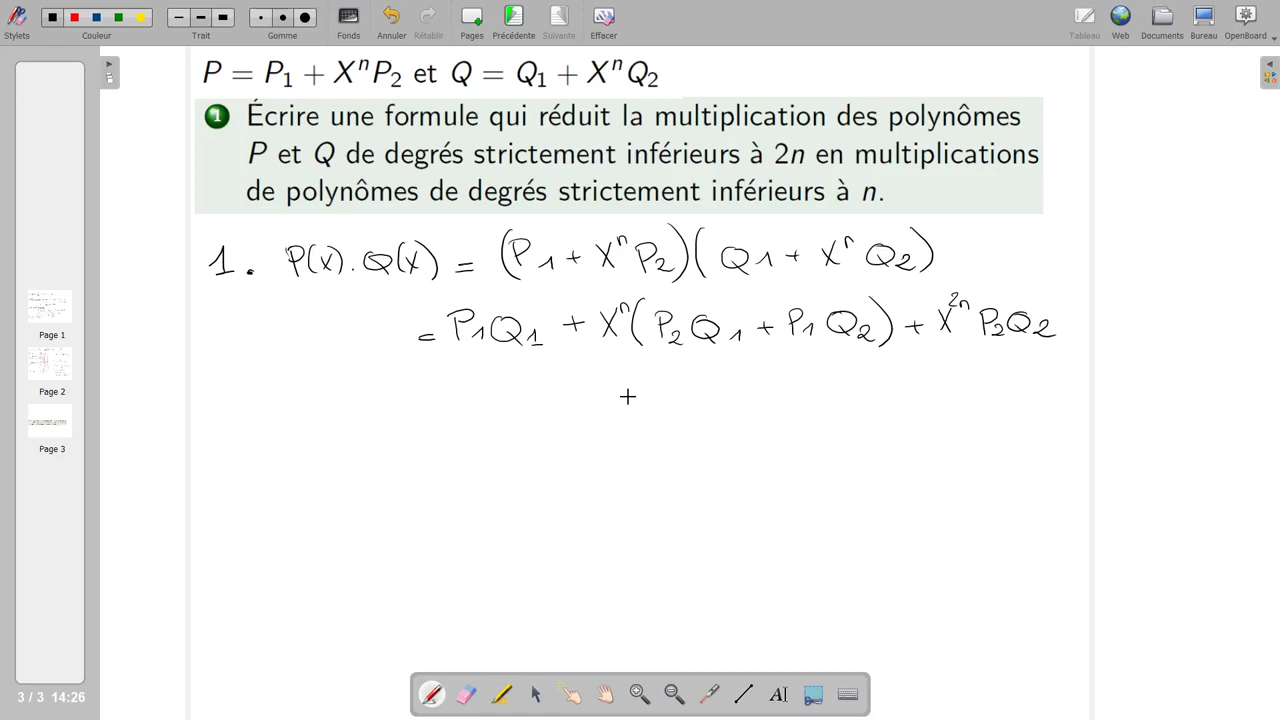 Stylets
Couleur
Trait
Gomme
Fonds
Annuler
Rétablir
Pages
Précédente
Suivante
Effacer
Tableau
Web
Documents
Bureau
OpenBoard
P = P₁ + XⁿP₂ et Q = Q₁ + XⁿQ₂
1 Écrire une formule qui réduit la multiplication des polynômes
P et Q de degrés strictement inférieurs à 2n en multiplications
de polynômes de degrés strictement inférieurs à n.
1. P(X).Q(X) = (P₁ + XⁿP₂)(Q₁ + XⁿQ₂)
= P₁Q₁ + Xⁿ(P₂Q₁ + P₁Q₂) + X²ⁿP₂Q₂
Page 1
Page 2
Page 3
3 / 3 14:26
AI